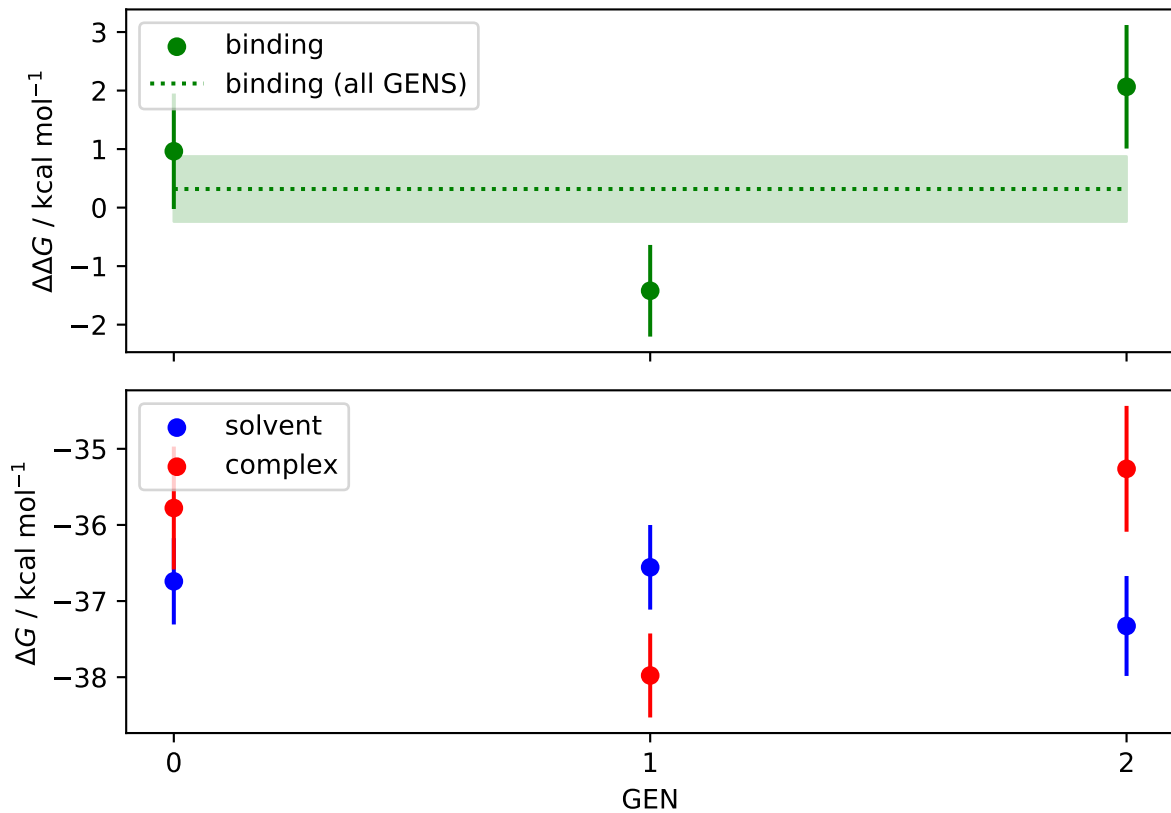 binding
binding (all GENS)
3
2
1
0
−1
−2
ΔΔG / kcal mol⁻¹
solvent
complex
−35
−36
−37
−38
ΔG / kcal mol⁻¹
0 1 2
GEN